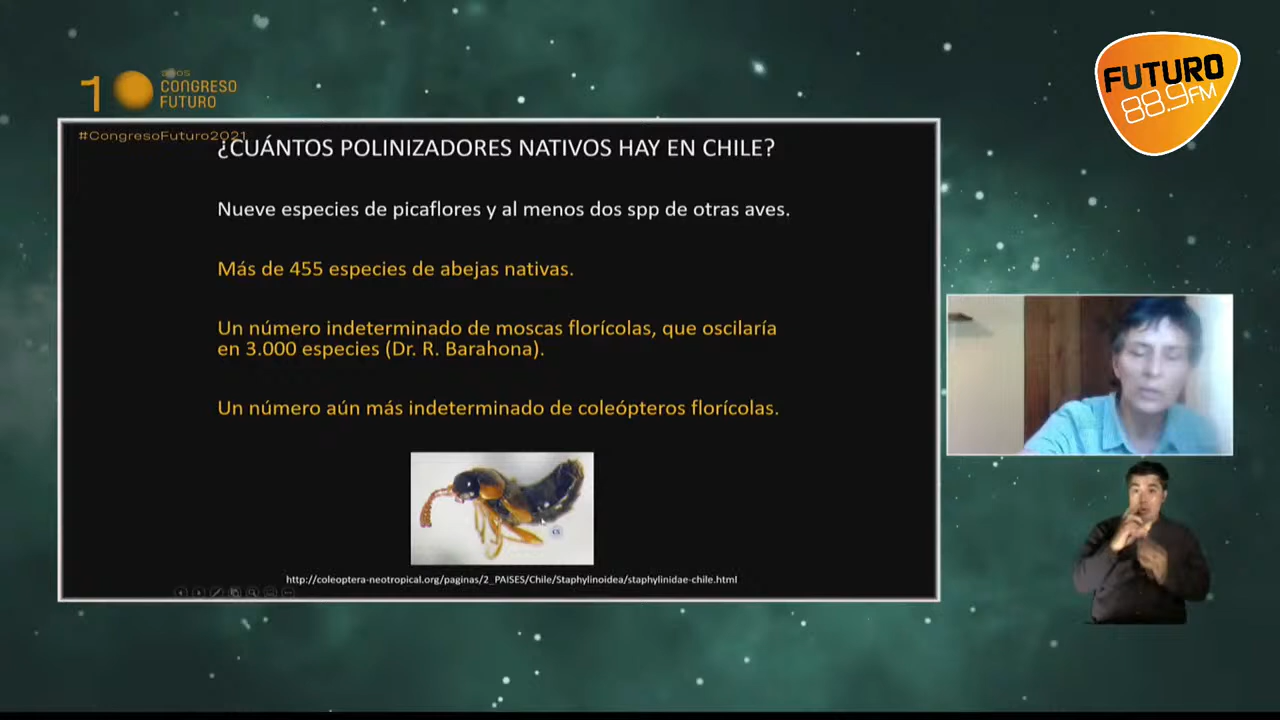 10 años
CONGRESO
FUTURO
#CongresoFuturo2021
FUTURO
88.9FM
¿CUÁNTOS POLINIZADORES NATIVOS HAY EN CHILE?
Nueve especies de picaflores y al menos dos spp de otras aves.
Más de 455 especies de abejas nativas.
Un número indeterminado de moscas florícolas, que oscilaría
en 3.000 especies (Dr. R. Barahona).
Un número aún más indeterminado de coleópteros florícolas.
http://coleoptera-neotropical.org/paginas/2_PAISES/Chile/Staphylinoidea/staphylinidae-chile.html